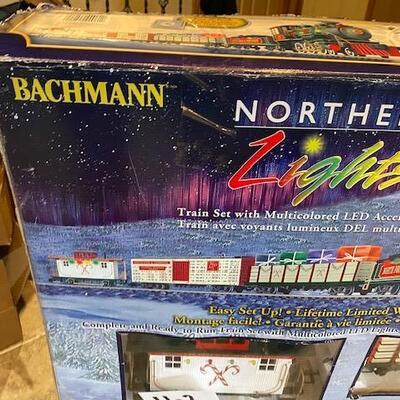 BACHMANN
NORTHE
Lights
Train Set with Multicolored LED Acce
Train avec voyants lumineux DEL mult
Easy Set Up! • Lifetime Limited W
Montage facile! • Garantie à vie limitée •
Complete and Ready to Run Train Set with Multicolored LED Lights